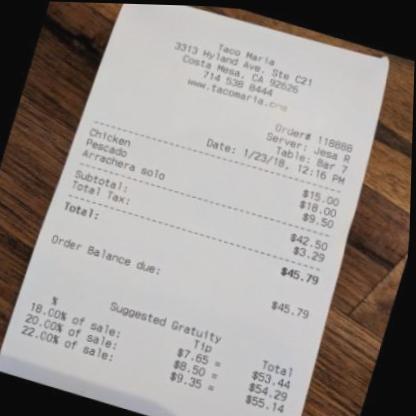 Taco Maria
3313 Hyland Ave, Ste C21
Costa Mesa, CA 92626
714 538 8444
www.tacomaria.com
Order# 118888
Server: Jesa R
Table: Bar 7
Date: 1/23/18, 12:16 PM
Chicken $15.00
Pescado $18.00
Arrachera solo $9.50
Subtotal: $42.50
Total Tax: $3.29
Total: $45.79
Order Balance due: $45.79
Suggested Gratuity
% Tip Total
18.00% of sale: $7.65 = $53.44
20.00% of sale: $8.50 = $54.29
22.00% of sale: $9.35 = $55.14